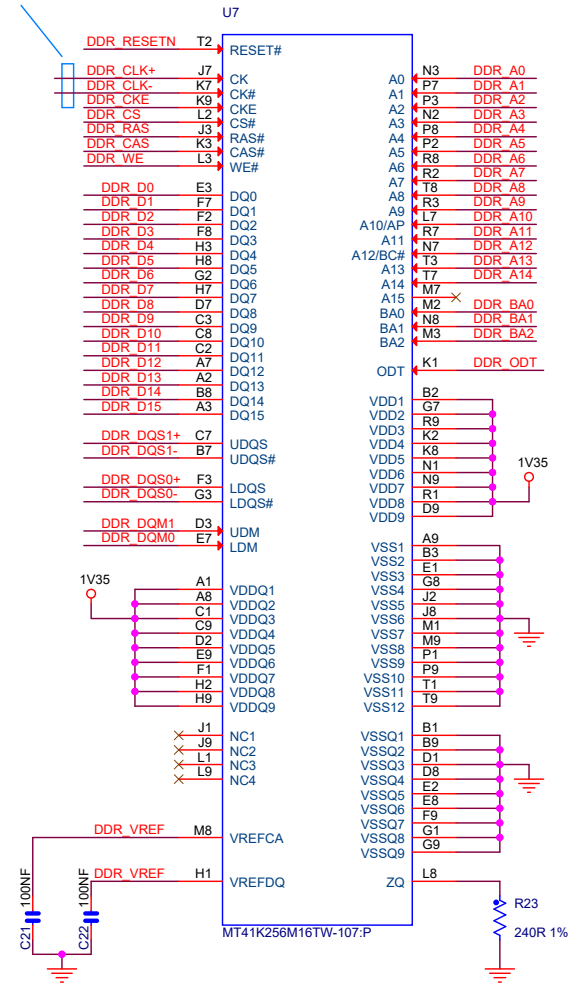 U7
DDR_RESETN T2 RESET#
DDR_CLK+ J7 CK
DDR_CLK- K7 CK#
DDR_CKE K9 CKE
DDR_CS L2 CS#
DDR_RAS J3 RAS#
DDR_CAS K3 CAS#
DDR_WE L3 WE#
DDR_D0 E3 DQ0
DDR_D1 F7 DQ1
DDR_D2 F2 DQ2
DDR_D3 F8 DQ3
DDR_D4 H3 DQ4
DDR_D5 H8 DQ5
DDR_D6 G2 DQ6
DDR_D7 H7 DQ7
DDR_D8 D7 DQ8
DDR_D9 C3 DQ9
DDR_D10 C8 DQ10
DDR_D11 C2 DQ11
DDR_D12 A7 DQ12
DDR_D13 A2 DQ13
DDR_D14 B8 DQ14
DDR_D15 A3 DQ15
DDR_DQS1+ C7 UDQS
DDR_DQS1- B7 UDQS#
DDR_DQS0+ F3 LDQS
DDR_DQS0- G3 LDQS#
DDR_DQM1 D3 UDM
DDR_DQM0 E7 LDM
1V35
A1 VDDQ1
A8 VDDQ2
C1 VDDQ3
C9 VDDQ4
D2 VDDQ5
E9 VDDQ6
F1 VDDQ7
H2 VDDQ8
H9 VDDQ9
J1 NC1
J9 NC2
L1 NC3
L9 NC4
DDR_VREF M8 VREFCA
DDR_VREF H1 VREFDQ
C21 100NF
C22 100NF
A0 N3 DDR_A0
A1 P7 DDR_A1
A2 P3 DDR_A2
A3 N2 DDR_A3
A4 P8 DDR_A4
A5 P2 DDR_A5
A6 R8 DDR_A6
A7 R2 DDR_A7
A8 T8 DDR_A8
A9 R3 DDR_A9
A10/AP L7 DDR_A10
A11 R7 DDR_A11
A12/BC# N7 DDR_A12
A13 T3 DDR_A13
A14 T7 DDR_A14
A15 M7
BA0 M2 DDR_BA0
BA1 N8 DDR_BA1
BA2 M3 DDR_BA2
ODT K1 DDR_ODT
VDD1 B2
VDD2 G7
VDD3 R9
VDD4 K2
VDD5 K8
VDD6 N1
VDD7 N9
VDD8 R1
VDD9 D9
1V35
VSS1 A9
VSS2 B3
VSS3 E1
VSS4 G8
VSS5 J2
VSS6 J8
VSS7 M1
VSS8 M9
VSS9 P1
VSS10 P9
VSS11 T1
VSS12 T9
VSSQ1 B1
VSSQ2 B9
VSSQ3 D1
VSSQ4 D8
VSSQ5 E2
VSSQ6 E8
VSSQ7 F9
VSSQ8 G1
VSSQ9 G9
ZQ L8
R23
240R 1%
MT41K256M16TW-107:P